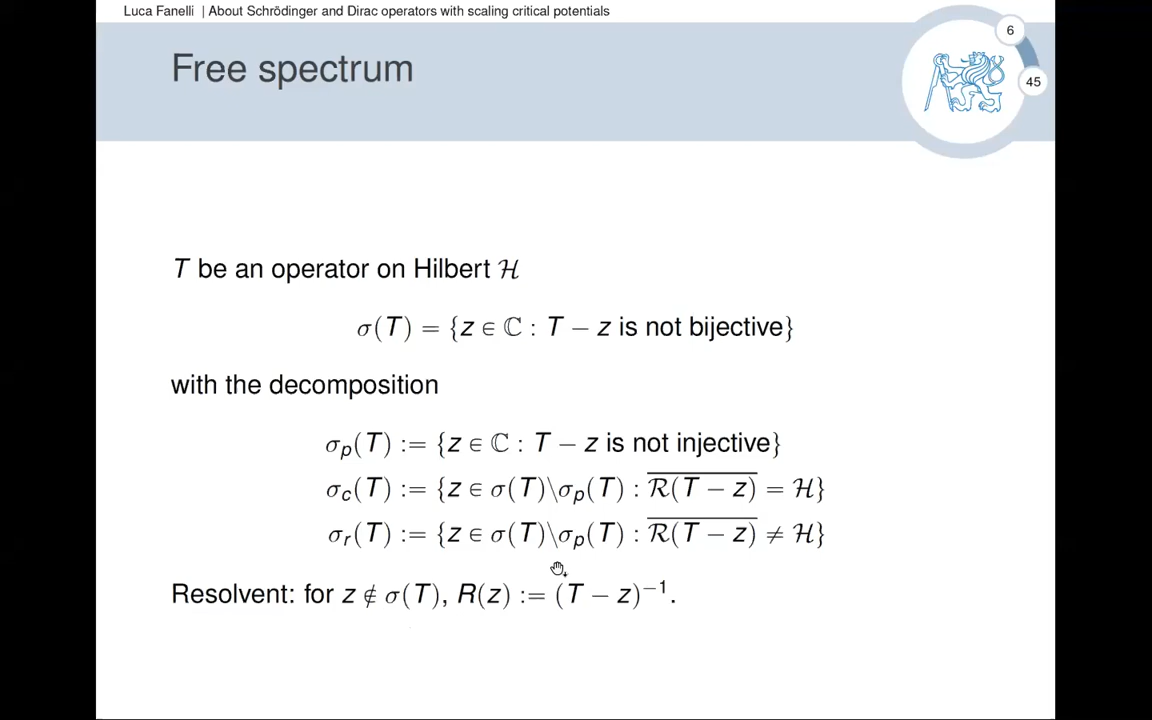 Luca Fanelli | About Schrödinger and Dirac operators with scaling critical potentials
6
45
Free spectrum
T be an operator on Hilbert ℋ
σ(T) = {z ∈ ℂ : T − z is not bijective}
with the decomposition
σ_p(T) := {z ∈ ℂ : T − z is not injective}
σ_c(T) := {z ∈ σ(T)\σ_p(T) : \overline{ℛ(T − z)} = ℋ}
σ_r(T) := {z ∈ σ(T)\σ_p(T) : \overline{ℛ(T − z)} ≠ ℋ}
Resolvent: for z ∉ σ(T), R(z) := (T − z)⁻¹.